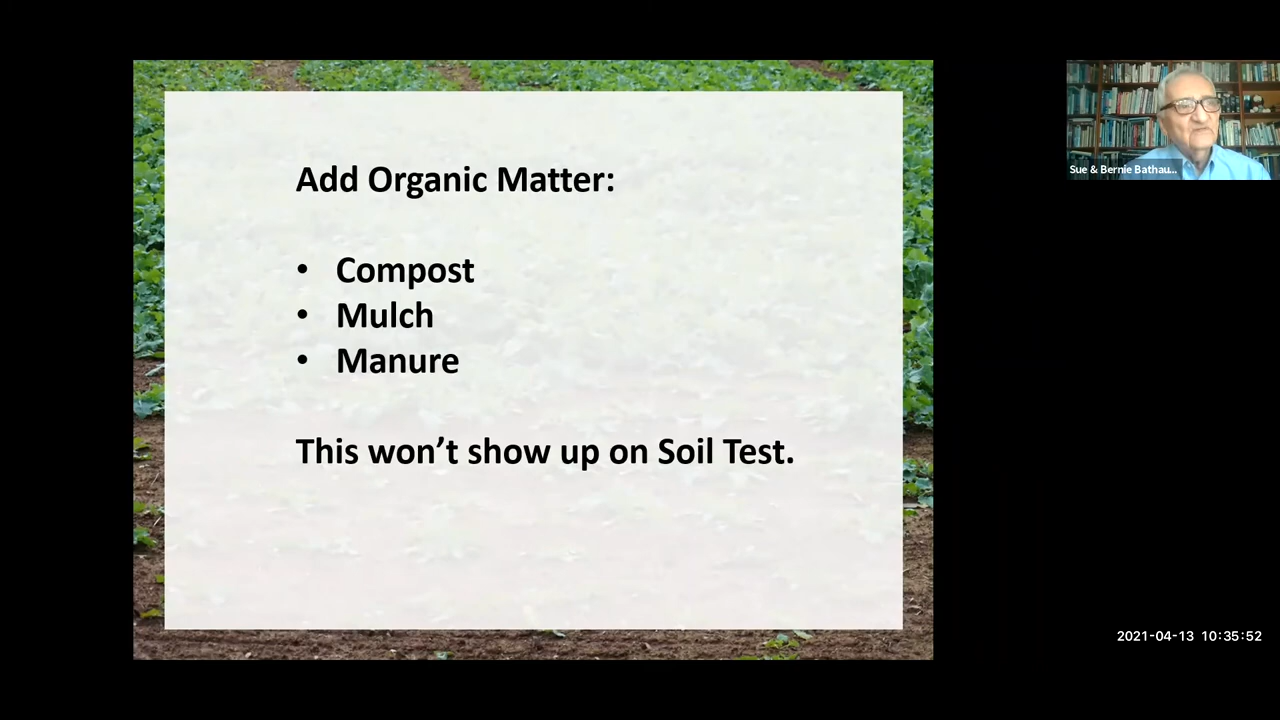 Add Organic Matter:
• Compost
• Mulch
• Manure
This won’t show up on Soil Test.
Sue & Bernie Bathau...
2021-04-13 10:35:52